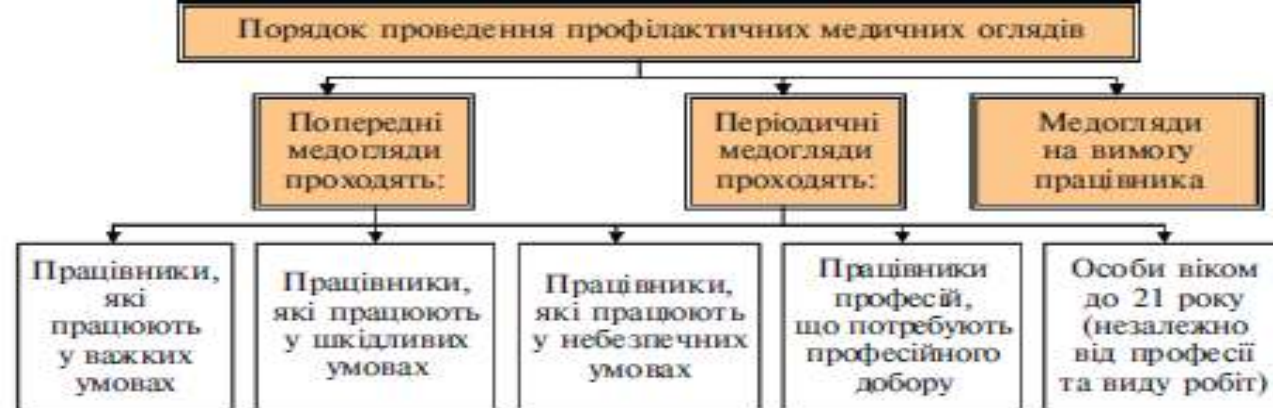 Порядок проведення профілактичних медичних оглядів
Попередні
медогляди
проходять:
Періодичні
медогляди
проходять:
Медогляди
на вимогу
працівника
Працівники,
які
працюють
у важких
умовах
Працівники,
які працюють
у шкідливих
умовах
Працівники,
які працюють
у небезпечних
умовах
Працівники
професій,
що потребують
професійного
добору
Особи віком
до 21 року
(незалежно
від професії
та виду робіт)